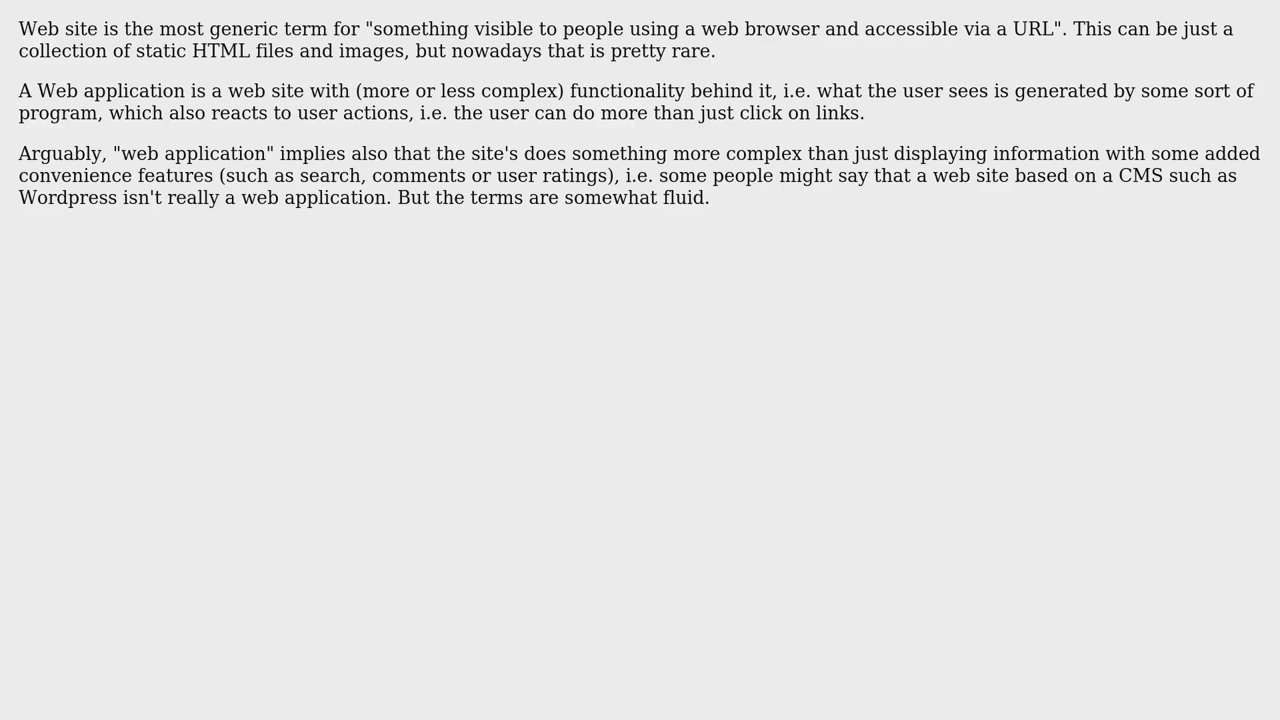 Web site is the most generic term for "something visible to people using a web browser and accessible via a URL". This can be just a
collection of static HTML files and images, but nowadays that is pretty rare.
A Web application is a web site with (more or less complex) functionality behind it, i.e. what the user sees is generated by some sort of
program, which also reacts to user actions, i.e. the user can do more than just click on links.
Arguably, "web application" implies also that the site's does something more complex than just displaying information with some added
convenience features (such as search, comments or user ratings), i.e. some people might say that a web site based on a CMS such as
Wordpress isn't really a web application. But the terms are somewhat fluid.